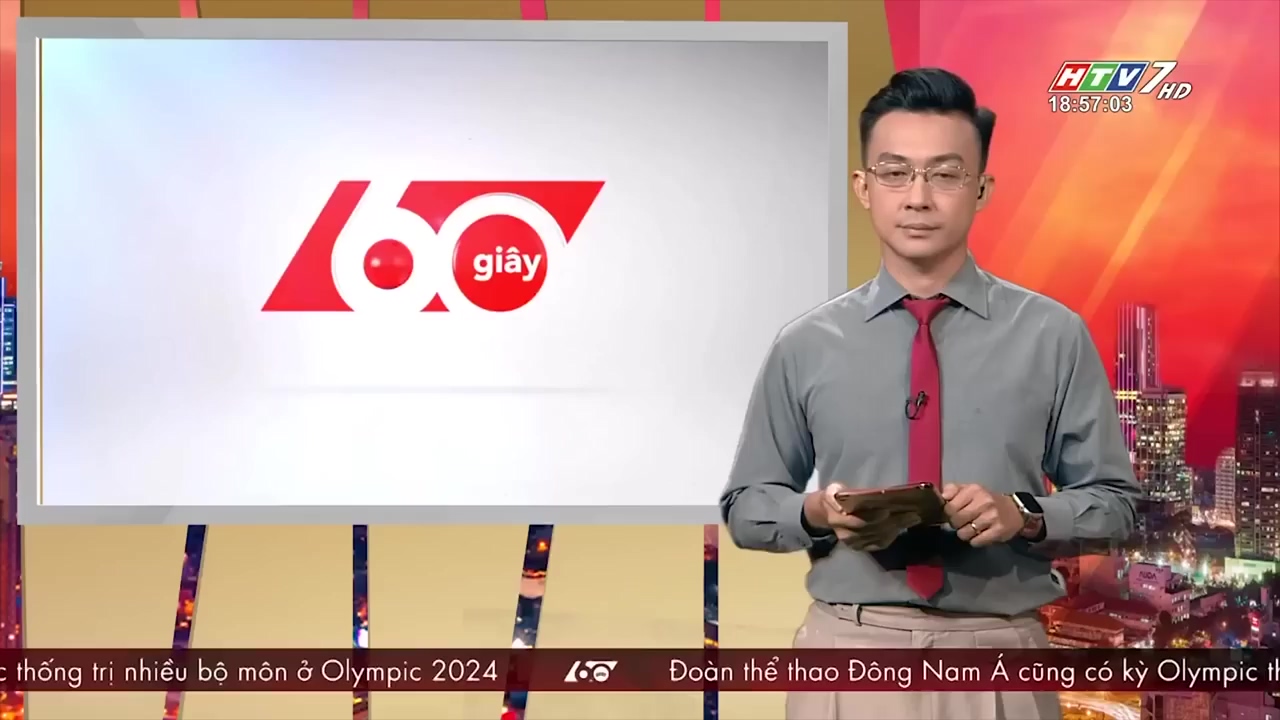 HTV7 HD
18:57:03
60 giây
thống trị nhiều bộ môn ở Olympic 2024 60 giây Đoàn thể thao Đông Nam Á cũng có kỳ Olympic